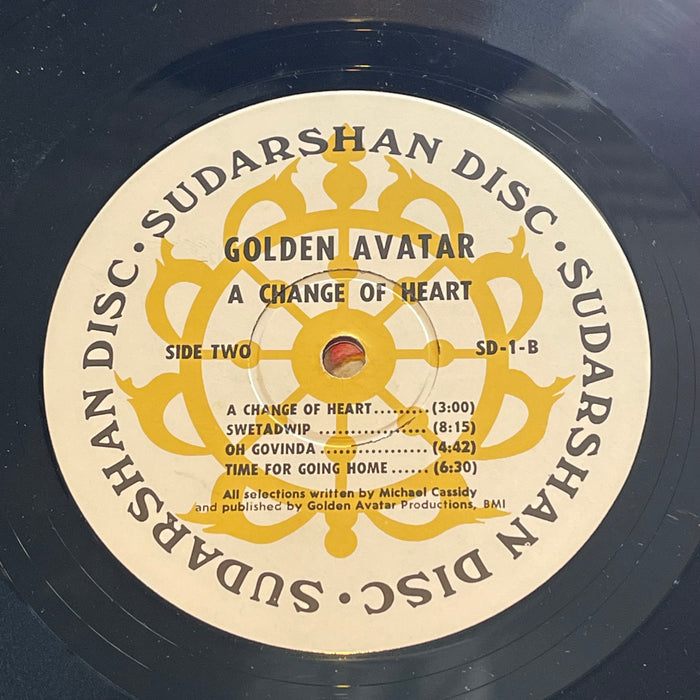 SUDARSHAN DISC • SUDARSHAN DISC • SUDARSHAN DISC • SUDARSHAN DISC •
GOLDEN AVATAR
A CHANGE OF HEART
SIDE TWO
SD-1-B
A CHANGE OF HEART.........(3:00)
SWETADWIP .................(8:15)
OH GOVINDA .................(4:42)
TIME FOR GOING HOME ......(6:30)
All selections written by Michael Cassidy
and published by Golden Avatar Productions, BMI